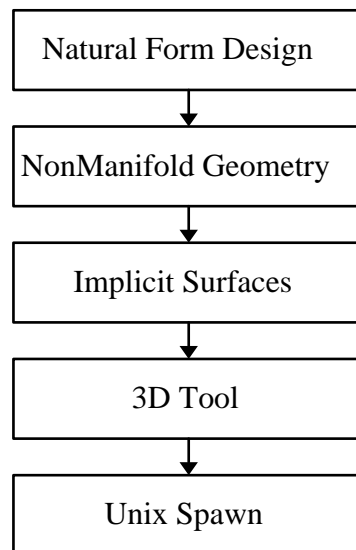 Natural Form Design
NonManifold Geometry
Implicit Surfaces
3D Tool
Unix Spawn